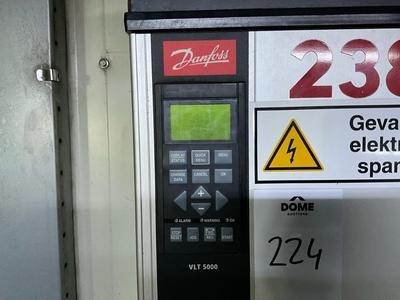 Danfoss
238
DISPLAY STATUS
QUICK MENU
MENU
CHANGE DATA
CANCEL
OK
Geva
elektr
span
ALARM
WARNING
ON
STOP RESET
JOG
START
VLT 5000
DOME
AUCTIONS
224